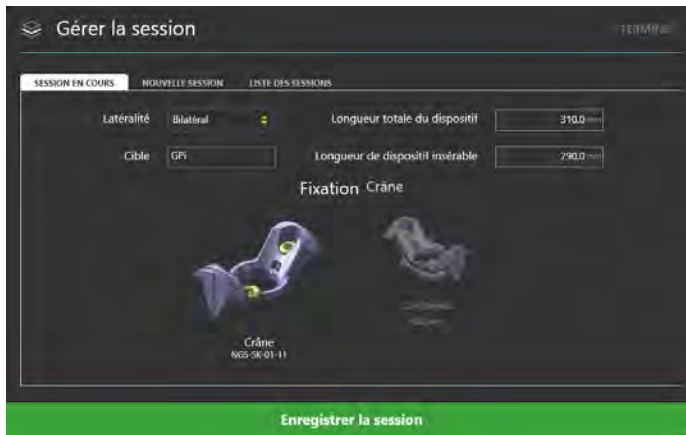 Gérer la session
TERMINÉ
SESSION EN COURS NOUVELLE SESSION LISTE DES SESSIONS
Latéralité Bilatéral Longueur totale du dispositif 310.0 mm
Cible GPi Longueur de dispositif insérable 290.0 mm
Fixation Crâne
Crâne
NGS-SK-01-11
Enregistrer la session